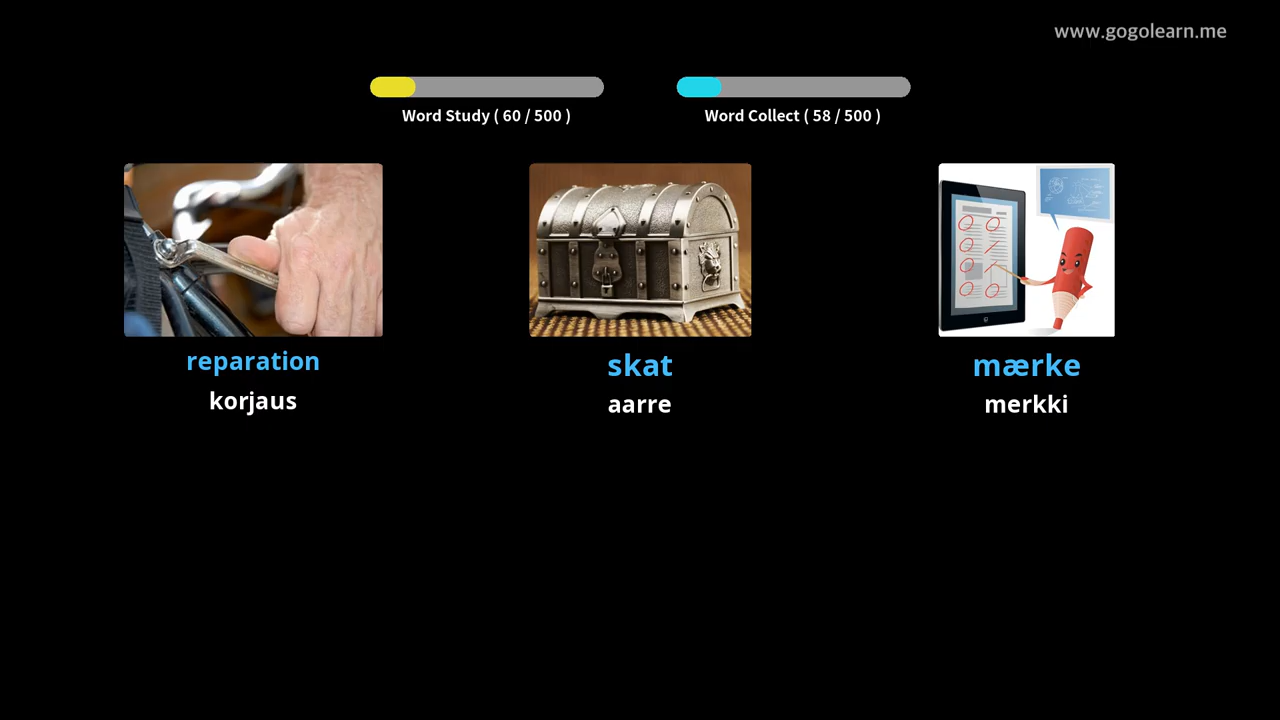 www.gogolearn.me
Word Study ( 60 / 500 )
Word Collect ( 58 / 500 )
reparation
skat
mærke
korjaus
aarre
merkki